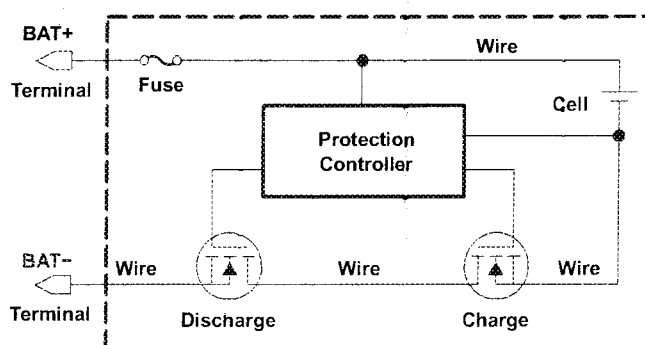 BAT+
Terminal
Fuse
Wire
Cell
Protection
Controller
BAT−
Terminal
Wire
Wire
Wire
Discharge
Charge